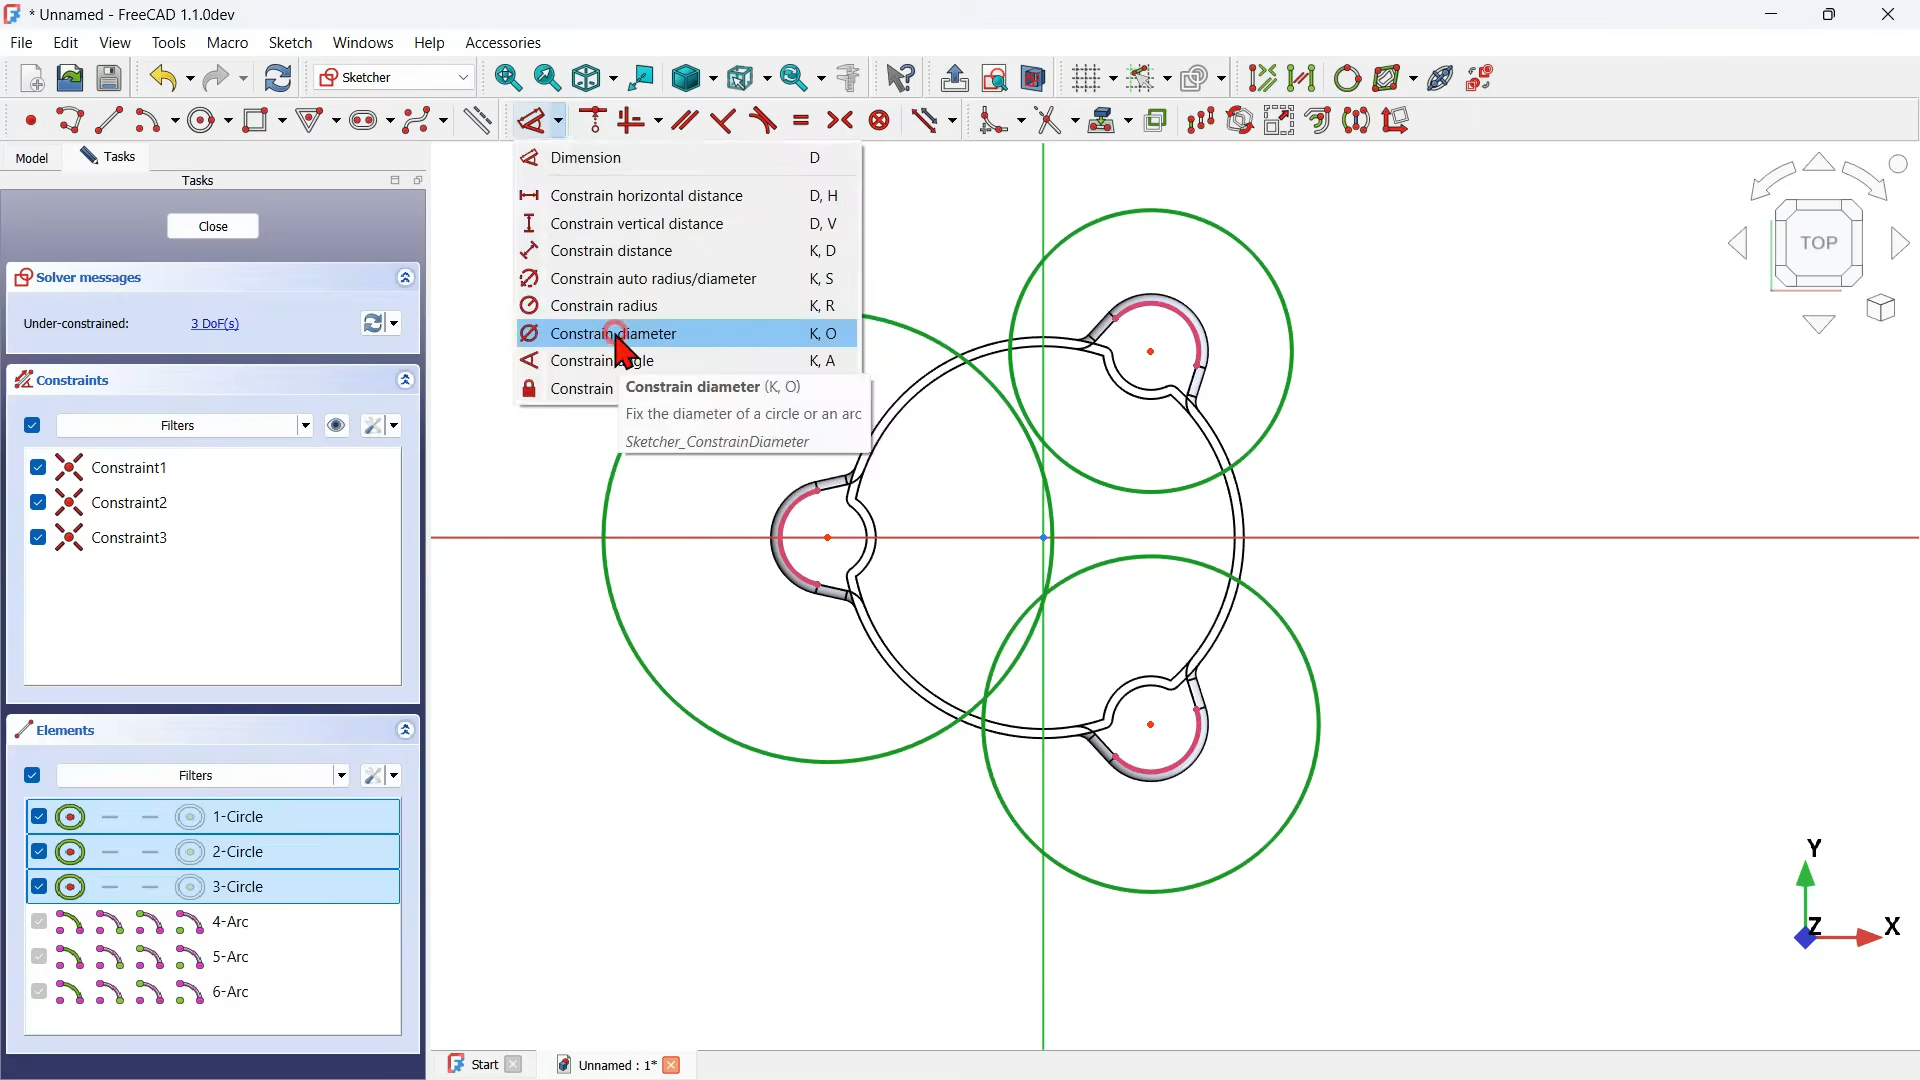 * Unnamed - FreeCAD 1.1.0dev
File Edit View Tools Macro Sketch Windows Help Accessories
Sketcher
Model Tasks
Tasks
Close
Solver messages
Under-constrained: 3 DoF(s)
Constraints
Filters
Constraint1
Constraint2
Constraint3
Elements
Filters
1-Circle
2-Circle
3-Circle
4-Arc
5-Arc
6-Arc
Dimension D
Constrain horizontal distance D, H
Constrain vertical distance D, V
Constrain distance K, D
Constrain auto radius/diameter K, S
Constrain radius K, R
Constrain diameter K, O
Constrain K, A
Constrain
Constrain diameter (K, O)
Fix the diameter of a circle or an arc
Sketcher_ConstrainDiameter
TOP
Y
Z
X
Start
Unnamed : 1*